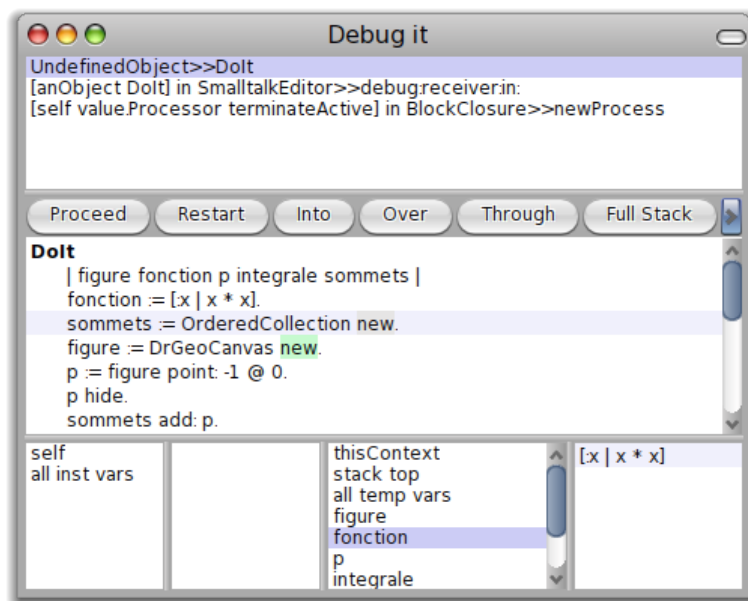 Debug it
UndefinedObject>>DoIt
[anObject DoIt] in SmalltalkEditor>>debug:receiver:in:
[self value.Processor terminateActive] in BlockClosure>>newProcess
Proceed Restart Into Over Through Full Stack
DoIt
| figure fonction p integrale sommets |
fonction := [:x | x * x].
sommets := OrderedCollection new.
figure := DrGeoCanvas new.
p := figure point: -1 @ 0.
p hide.
sommets add: p.
self
all inst vars
thisContext
stack top
all temp vars
figure
fonction
p
integrale
[:x | x * x]